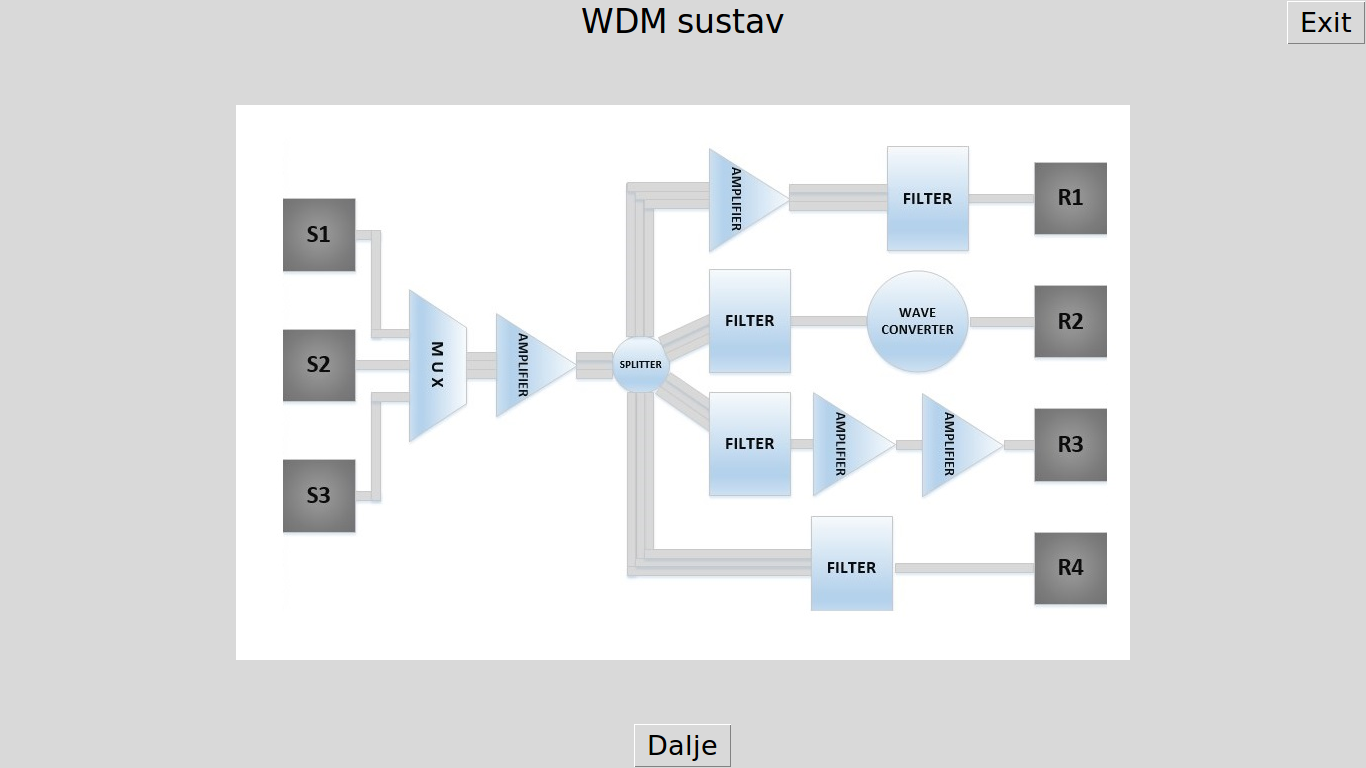 WDM sustav
Exit
S1
S2
S3
MUX
AMPLIFIER
SPLITTER
AMPLIFIER
FILTER
R1
FILTER
WAVE
CONVERTER
R2
FILTER
AMPLIFIER
AMPLIFIER
R3
FILTER
R4
Dalje